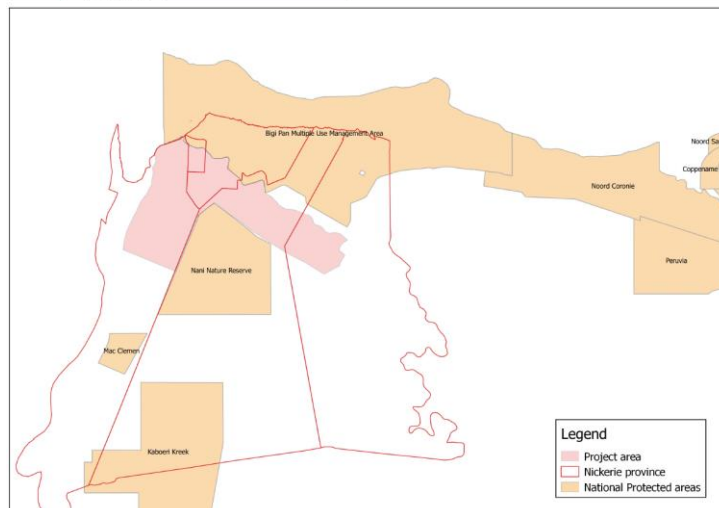 Bigi Pan Multiple Use Management Area
Noord Sa
Coppename
Noord Coronie
Peruvia
Nani Nature Reserve
Mac Clemen
Kaboeri Kreek
Legend
Project area
Nickerie province
National Protected areas